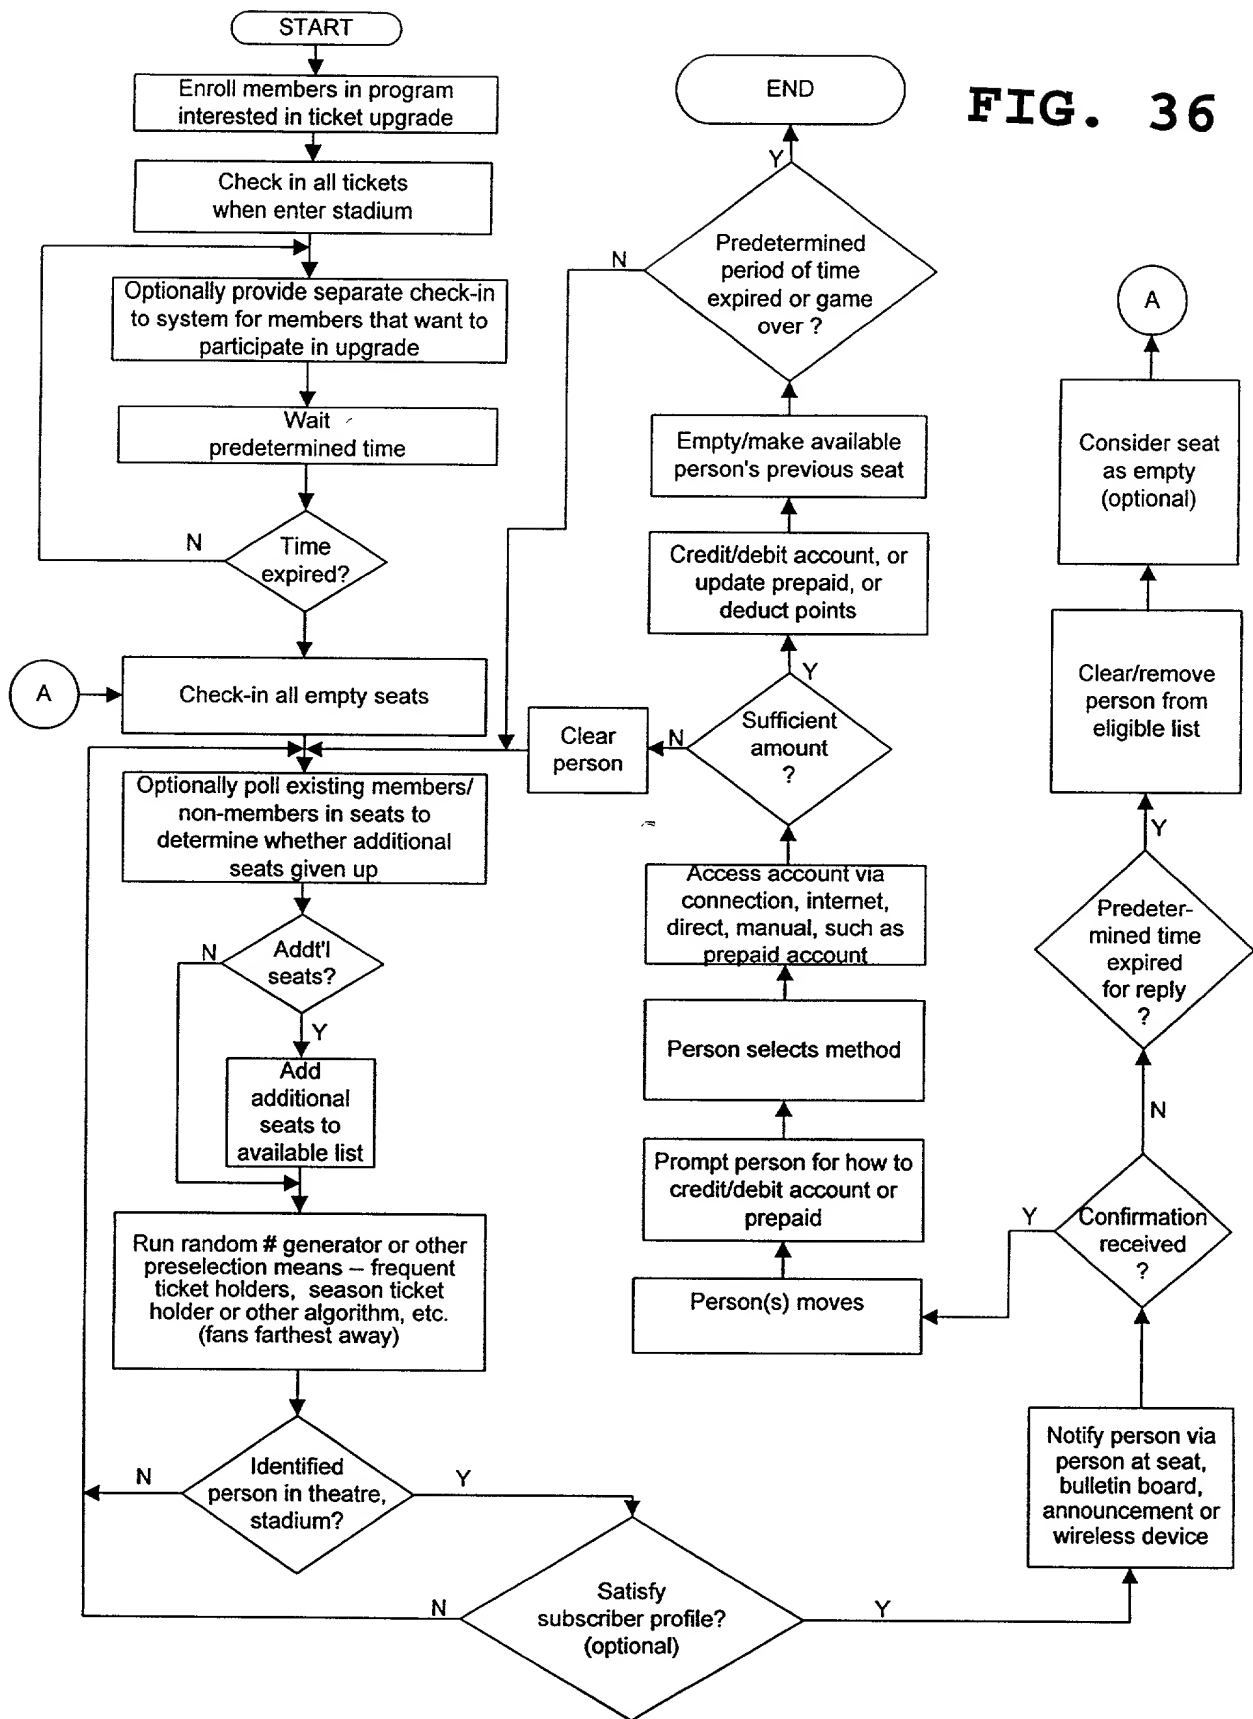 START
Enroll members in program
interested in ticket upgrade
Check in all tickets
when enter stadium
Optionally provide separate check-in
to system for members that want to
participate in upgrade
Wait
predetermined time
N
Time
expired?
A
Check-in all empty seats
Optionally poll existing members/
non-members in seats to
determine whether additional
seats given up
N
Addt'l
seats?
Y
Add
additional
seats to
available list
Run random # generator or other
preselection means – frequent
ticket holders, season ticket
holder or other algorithm, etc.
(fans farthest away)
N
Identified
person in theatre,
stadium?
Y
N
Satisfy
subscriber profile?
(optional)
Y
END
Y
N
Predetermined
period of time
expired or game
over ?
Empty/make available
person's previous seat
Credit/debit account, or
update prepaid, or
deduct points
Y
Clear
person
N
Sufficient
amount
?
Access account via
connection, internet,
direct, manual, such as
prepaid account
Person selects method
Prompt person for how to
credit/debit account or
prepaid
Person(s) moves
FIG. 36
A
Consider seat
as empty
(optional)
Clear/remove
person from
eligible list
Y
Predeter-
mined time
expired
for reply
?
N
Y
Confirmation
received
?
Notify person via
person at seat,
bulletin board,
announcement or
wireless device